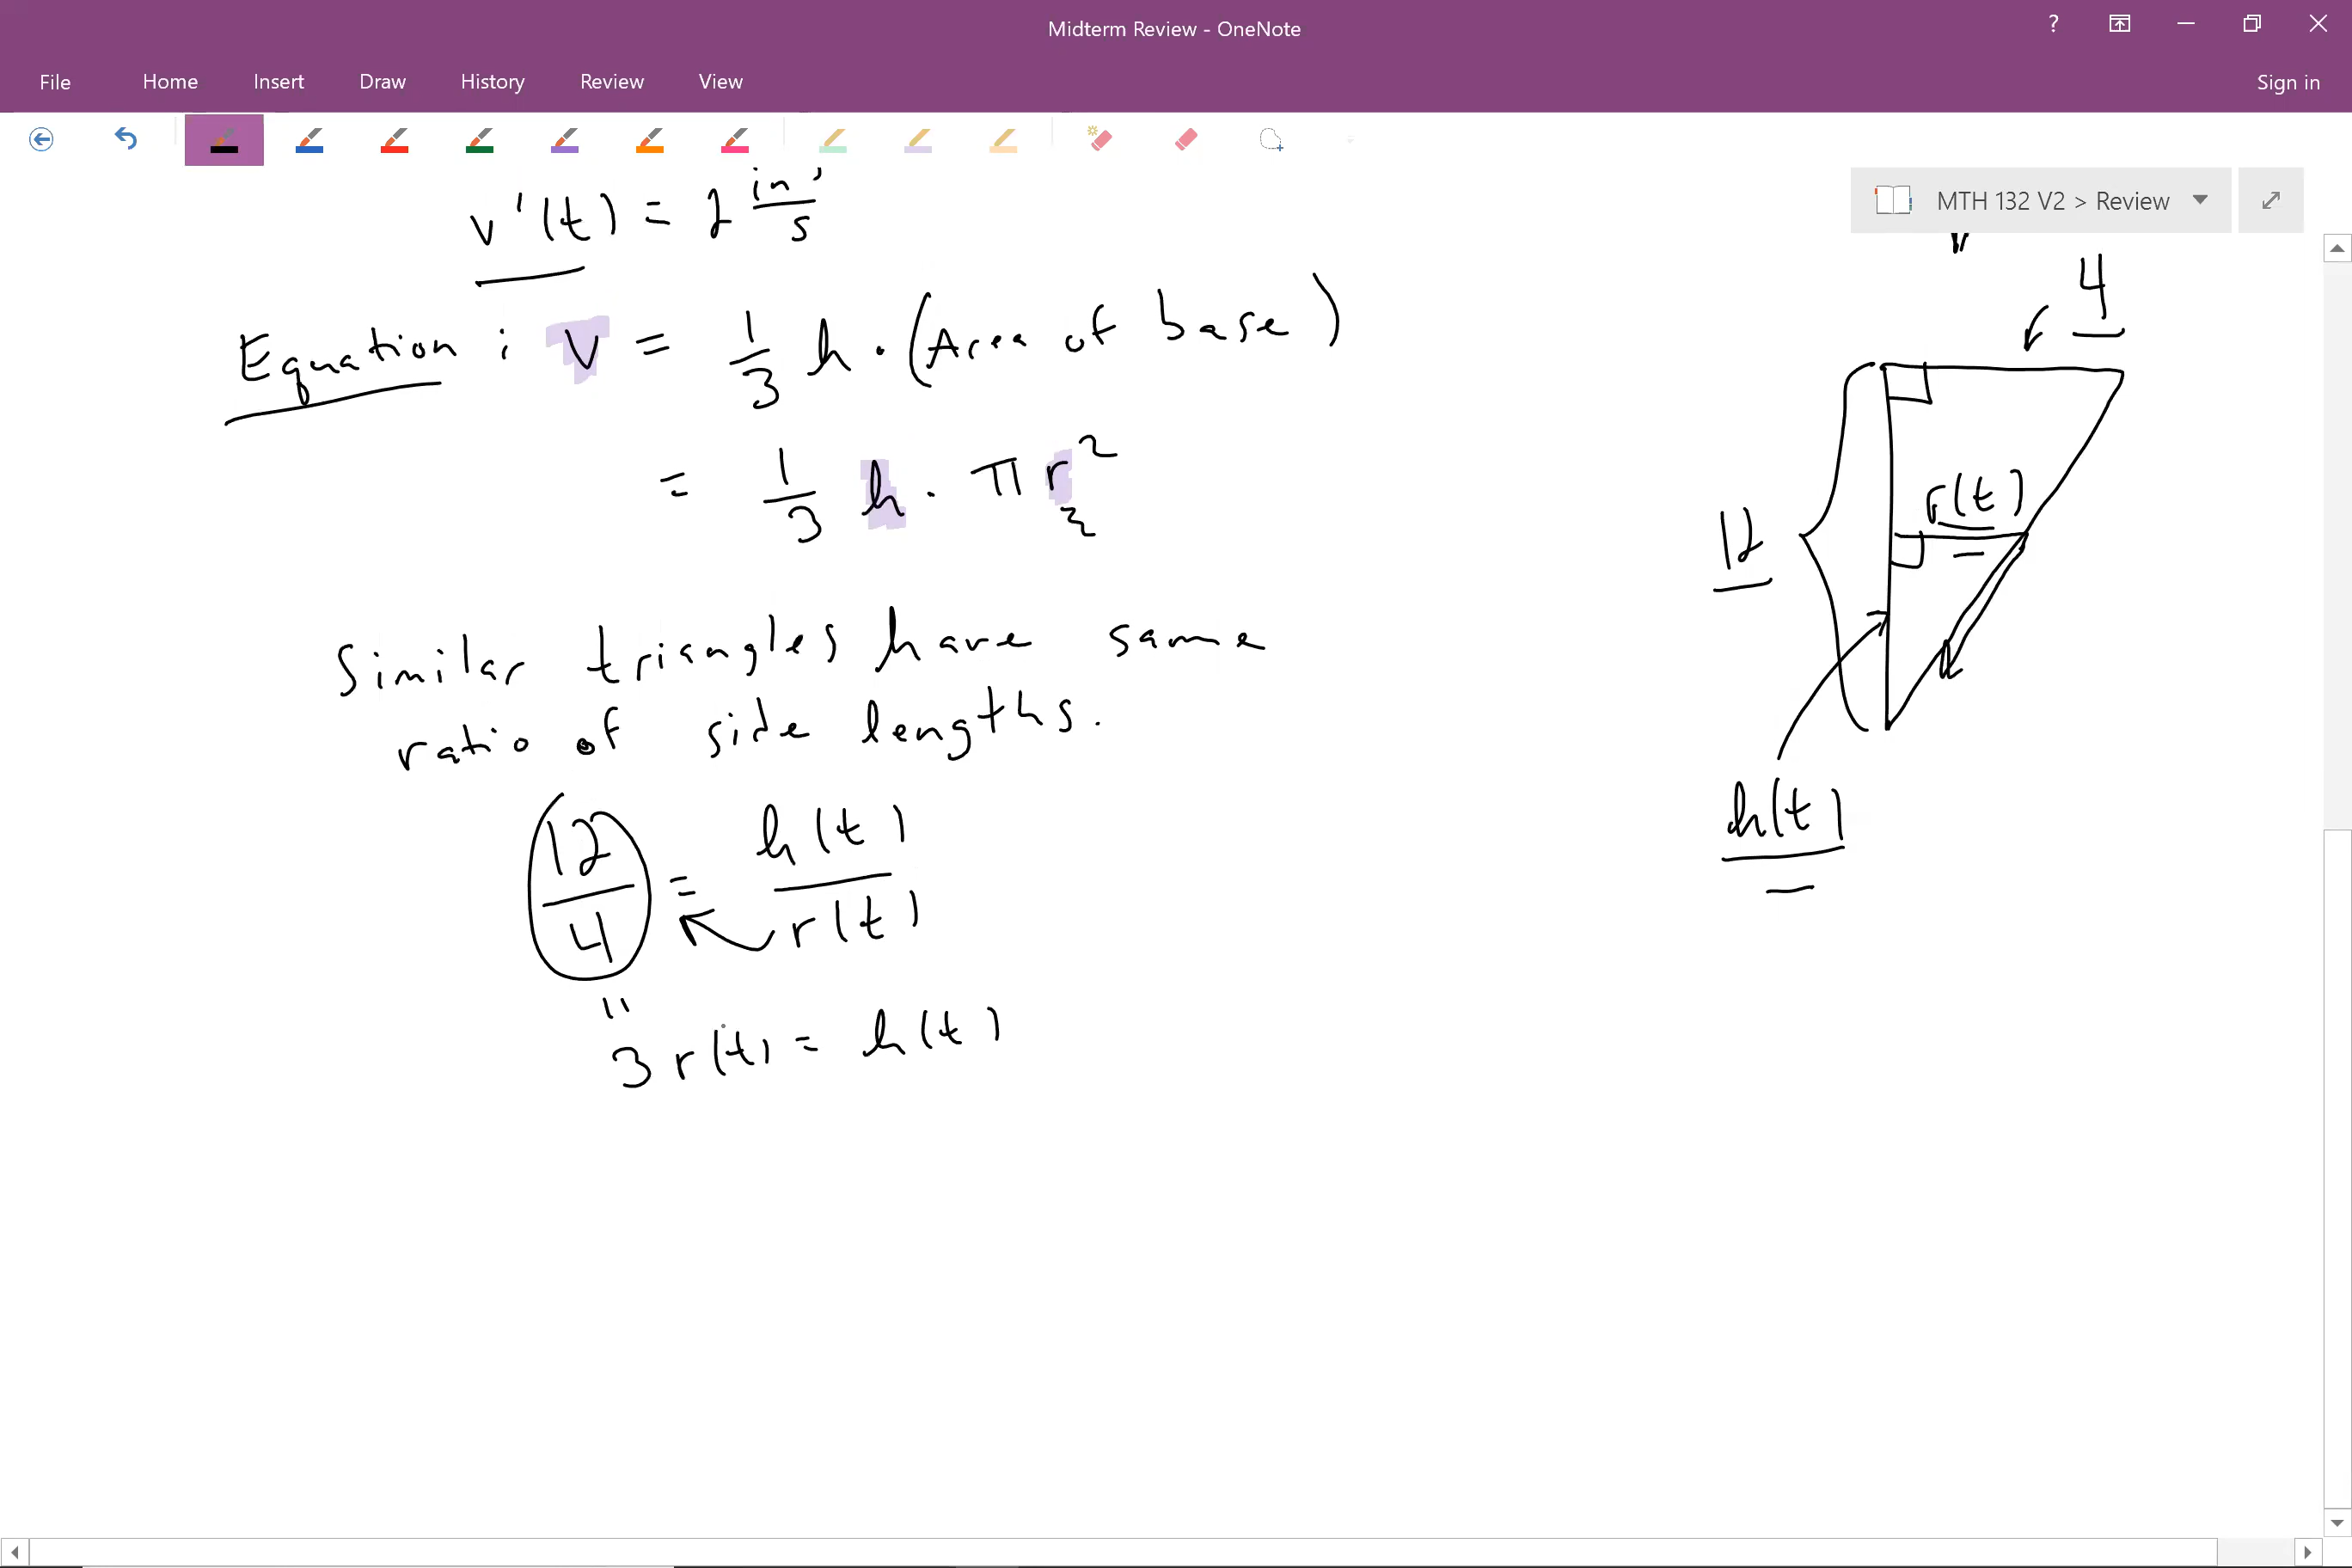 Midterm Review - OneNote
?
File Home Insert Draw History Review View
Sign in
MTH 132 V2 > Review
v'(t) = 2 in³/s
Equation : V = 1/3 h · (Area of base)
= 1/3 h · π r²
Similar triangles have same
ratio of side lengths.
12/4 = h(t)/r(t)
"
3 r(t) = h(t)
4
12
r(t)
h(t)